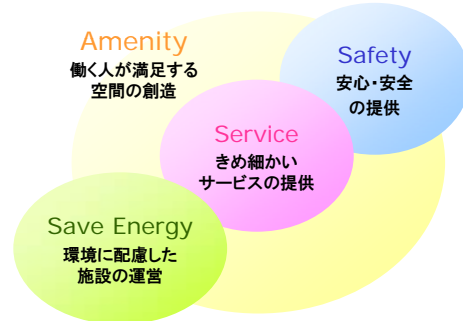 Amenity
働く人が満足する
空間の創造
Safety
安心・安全
の提供
Service
きめ細かい
サービスの提供
Save Energy
環境に配慮した
施設の運営